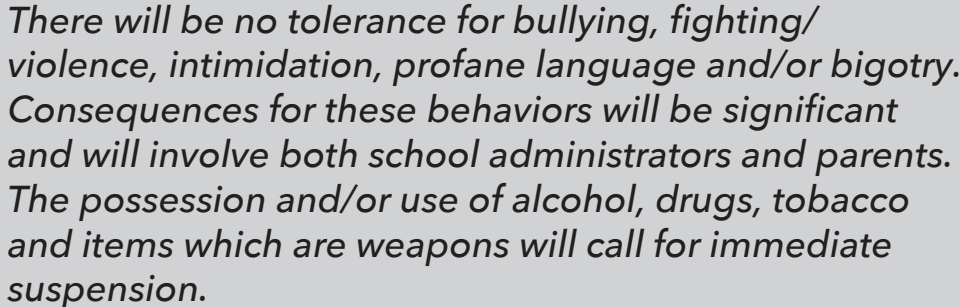 There will be no tolerance for bullying, fighting/
violence, intimidation, profane language and/or bigotry.
Consequences for these behaviors will be significant
and will involve both school administrators and parents.
The possession and/or use of alcohol, drugs, tobacco
and items which are weapons will call for immediate
suspension.